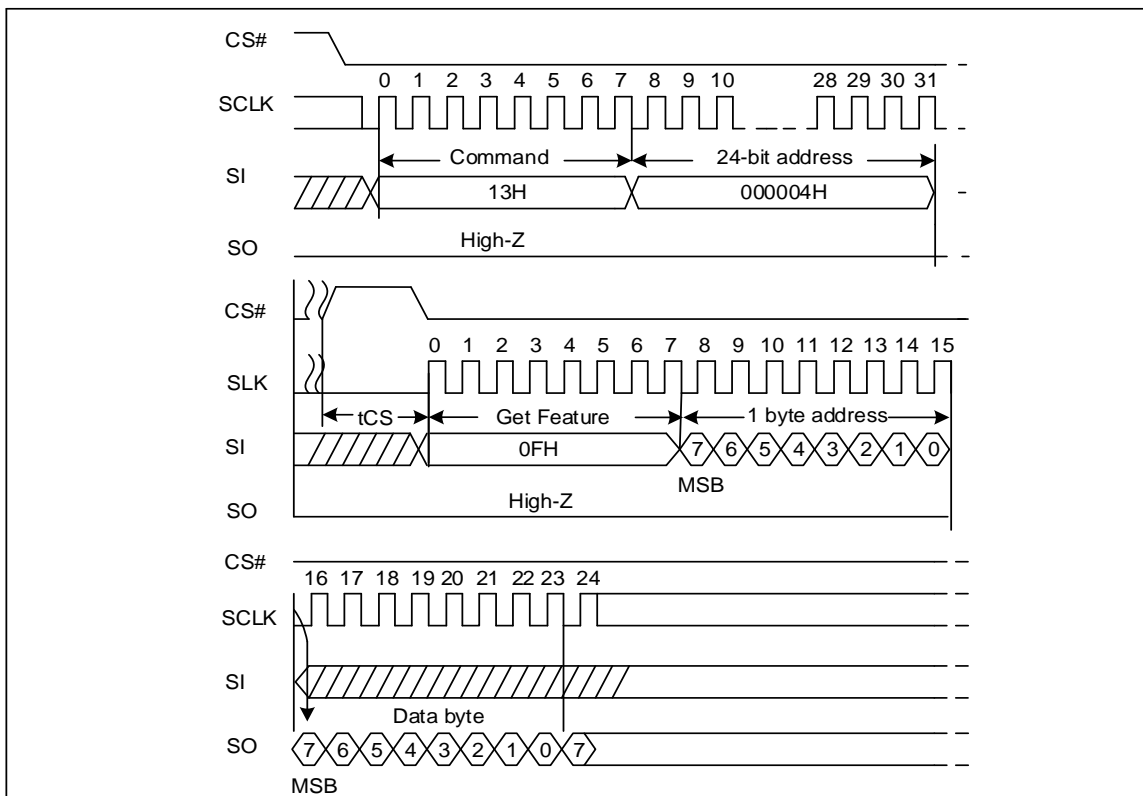 CS#
0 1 2 3 4 5 6 7 8 9 10 28 29 30 31
SCLK
Command 24-bit address
SI
13H 000004H
SO High-Z
CS#
0 1 2 3 4 5 6 7 8 9 10 11 12 13 14 15
SLK
tCS Get Feature 1 byte address
SI
0FH 7 6 5 4 3 2 1 0
MSB
SO High-Z
CS#
16 17 18 19 20 21 22 23 24
SCLK
SI
Data byte
SO 7 6 5 4 3 2 1 0 7
MSB